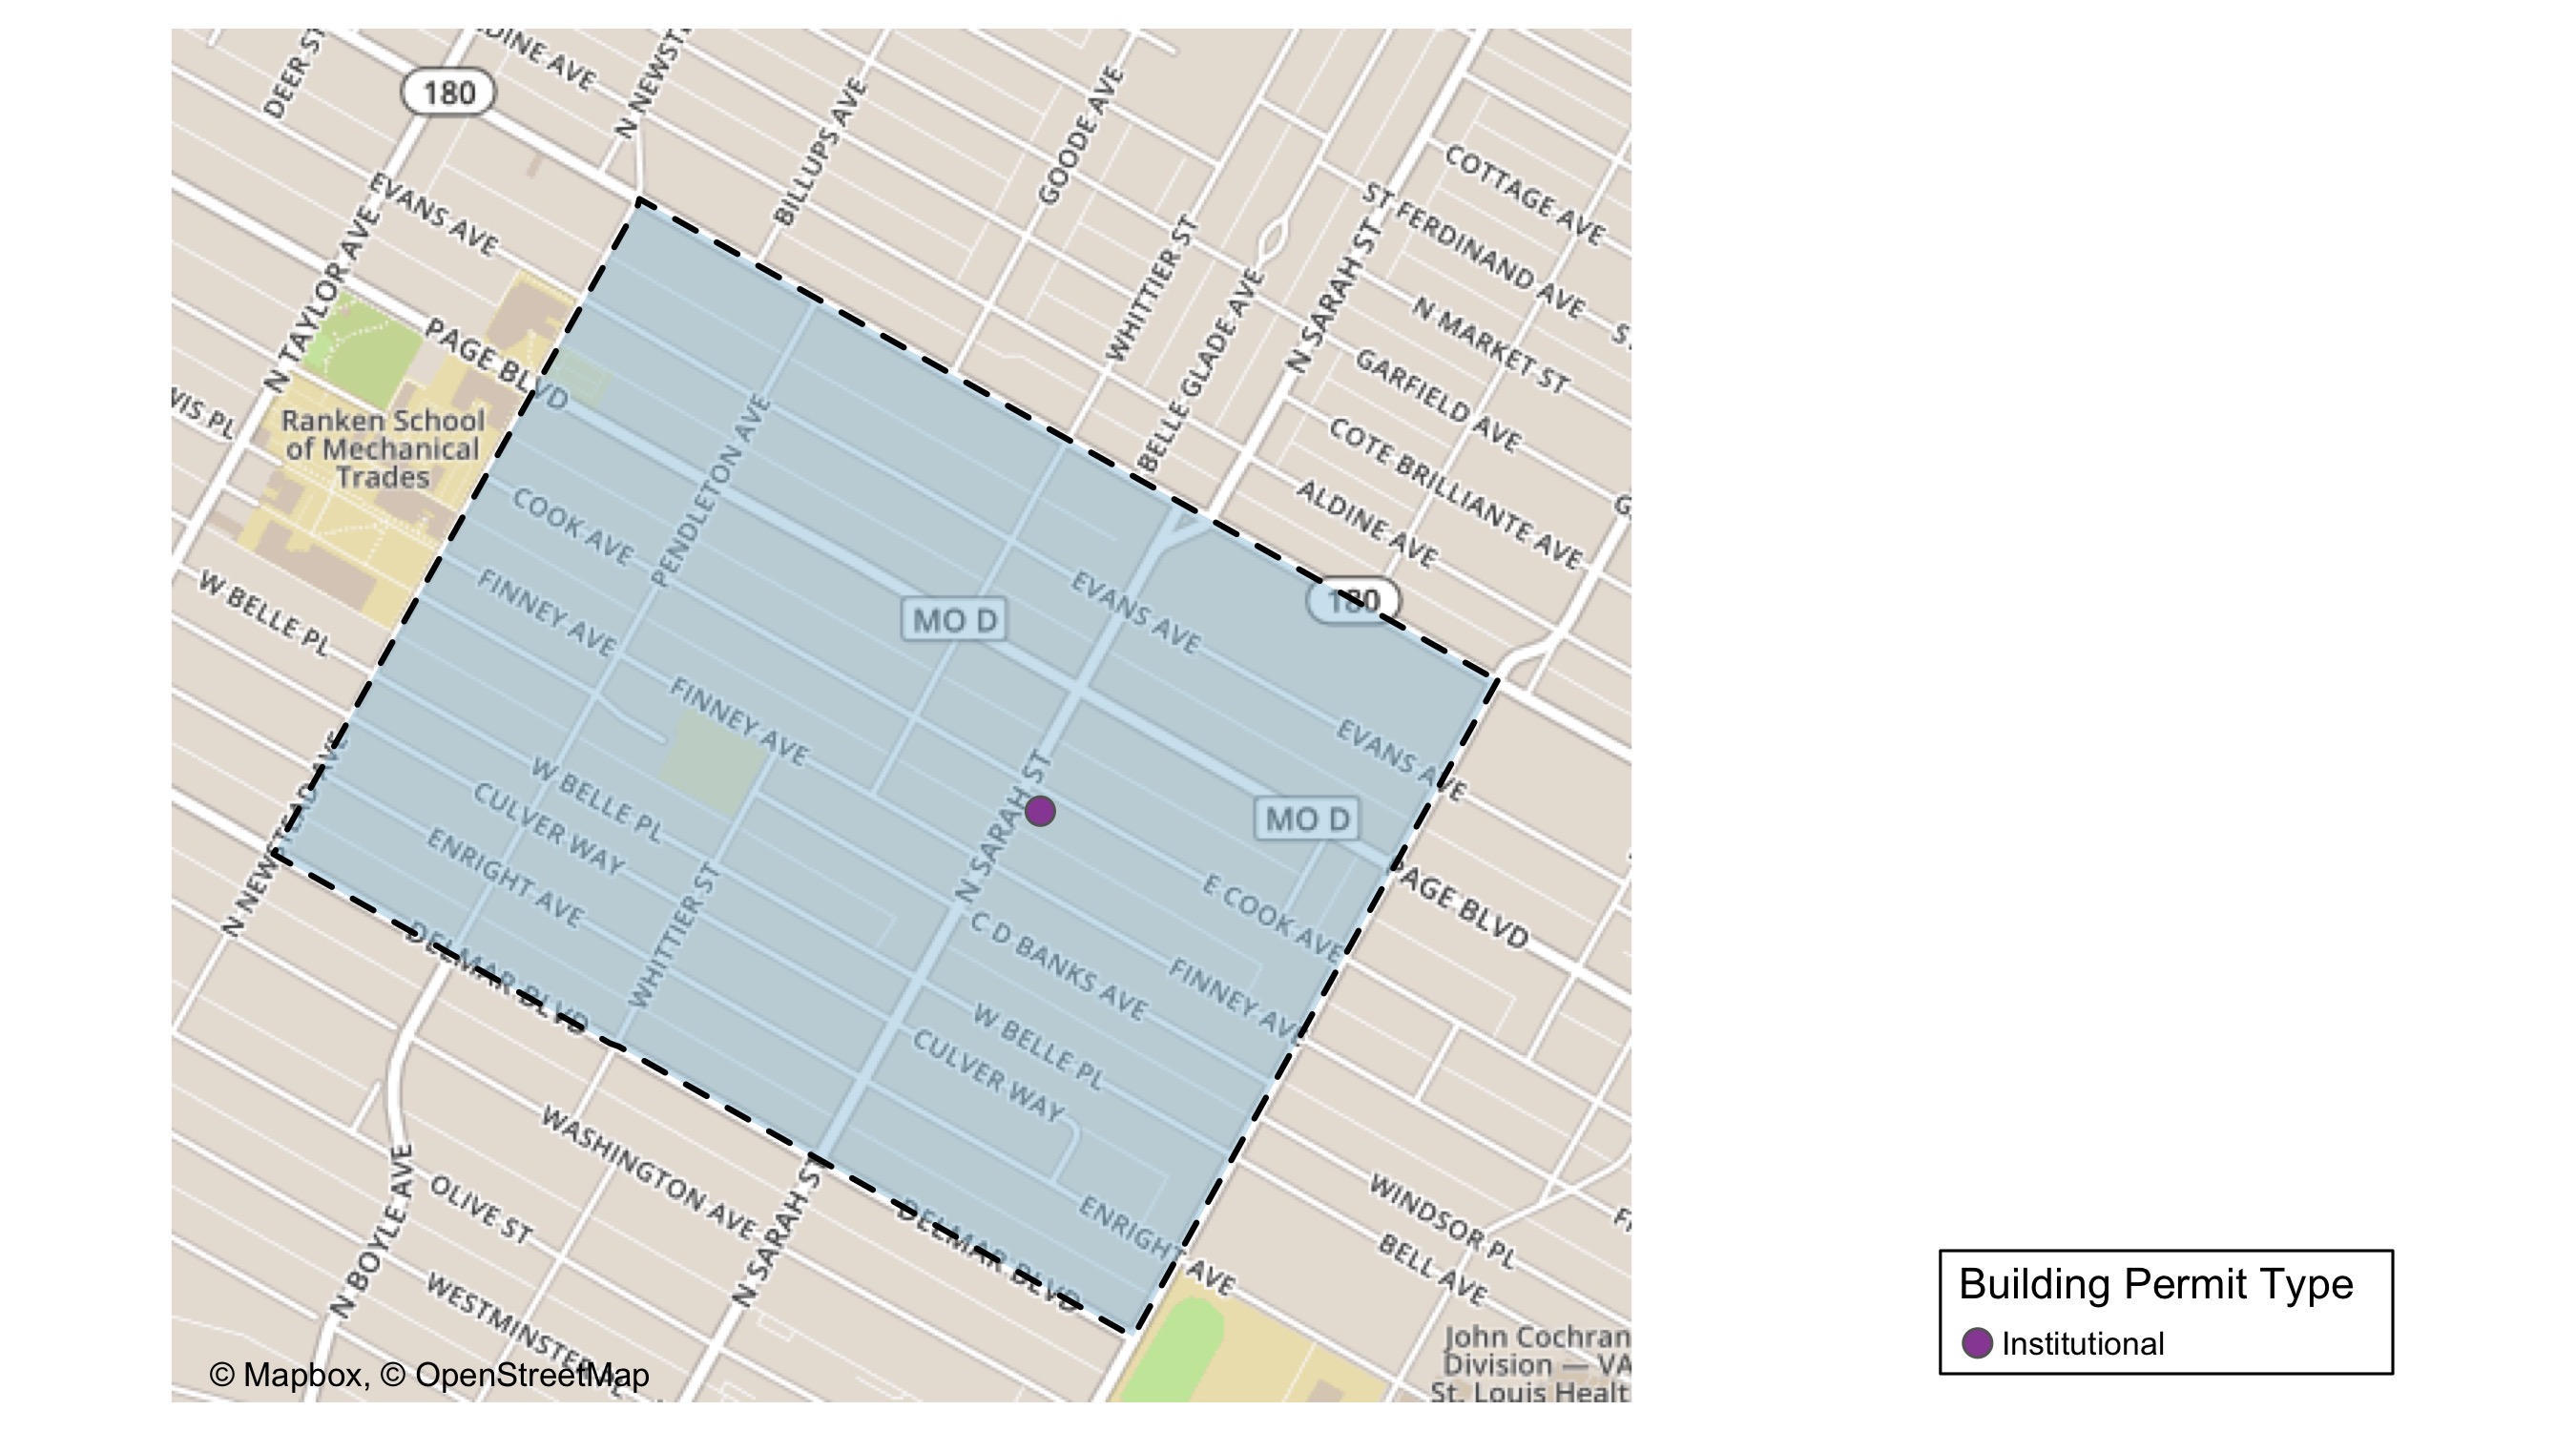 DEER ST
DINE AVE
N NEWST
180
BILLUPS AVE
GOODE AVE
COTTAGE AVE
ST FERDINAND AVE
EVANS AVE
N TAYLOR AVE
WHITTIER ST
BELLE GLADE AVE
N SARAH ST
N MARKET ST
GARFIELD AVE
PAGE BLVD
VIS PL
Ranken School
of Mechanical
Trades
PENDLETON AVE
COTE BRILLIANTE AVE
ALDINE AVE
COOK AVE
FINNEY AVE
W BELLE PL
MO D
EVANS AVE
180
FINNEY AVE
EVANS AVE
W BELLE PL
CULVER WAY
ENRIGHT AVE
N SARAH ST
MO D
PAGE BLVD
E COOK AVE
N NEWSTEAD AVE
WHITTIER ST
C D BANKS AVE
FINNEY AVE
DELMAR BLVD
W BELLE PL
CULVER WAY
WASHINGTON AVE
N BOYLE AVE
OLIVE ST
N SARAH ST
DELMAR BLVD
ENRIGHT AVE
WINDSOR PL
BELL AVE
WESTMINSTER PL
John Cochran
Division — VA
St. Louis Healt
© Mapbox, © OpenStreetMap
Building Permit Type
Institutional